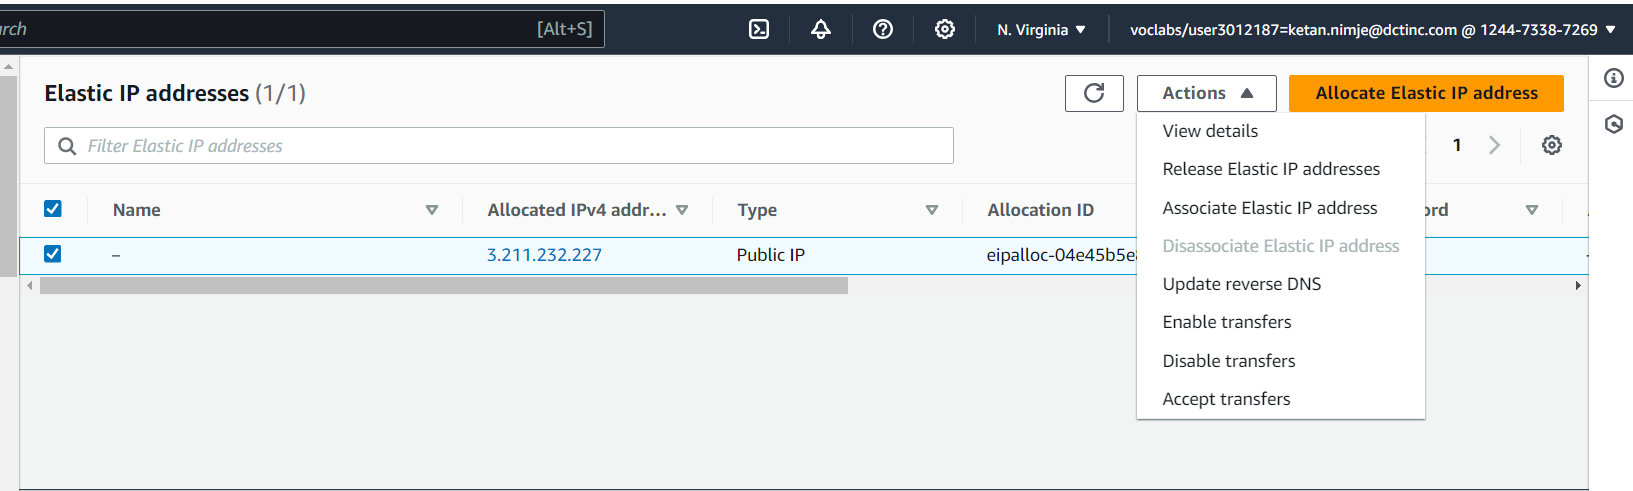 [Alt+S]
N. Virginia
voclabs/user3012187=ketan.nimje@dctinc.com @ 1244-7338-7269
Elastic IP addresses (1/1)
Actions
Allocate Elastic IP address
Filter Elastic IP addresses
1
View details
Release Elastic IP addresses
Associate Elastic IP address
Disassociate Elastic IP address
Update reverse DNS
Enable transfers
Disable transfers
Accept transfers
Name
Allocated IPv4 addr...
Type
Allocation ID
–
3.211.232.227
Public IP
eipalloc-04e45b5e